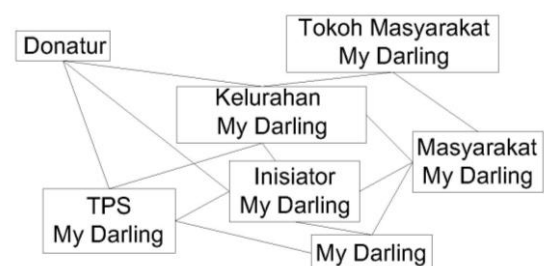 Donatur
Tokoh Masyarakat
My Darling
Kelurahan
My Darling
Masyarakat
My Darling
Inisiator
My Darling
TPS
My Darling
My Darling